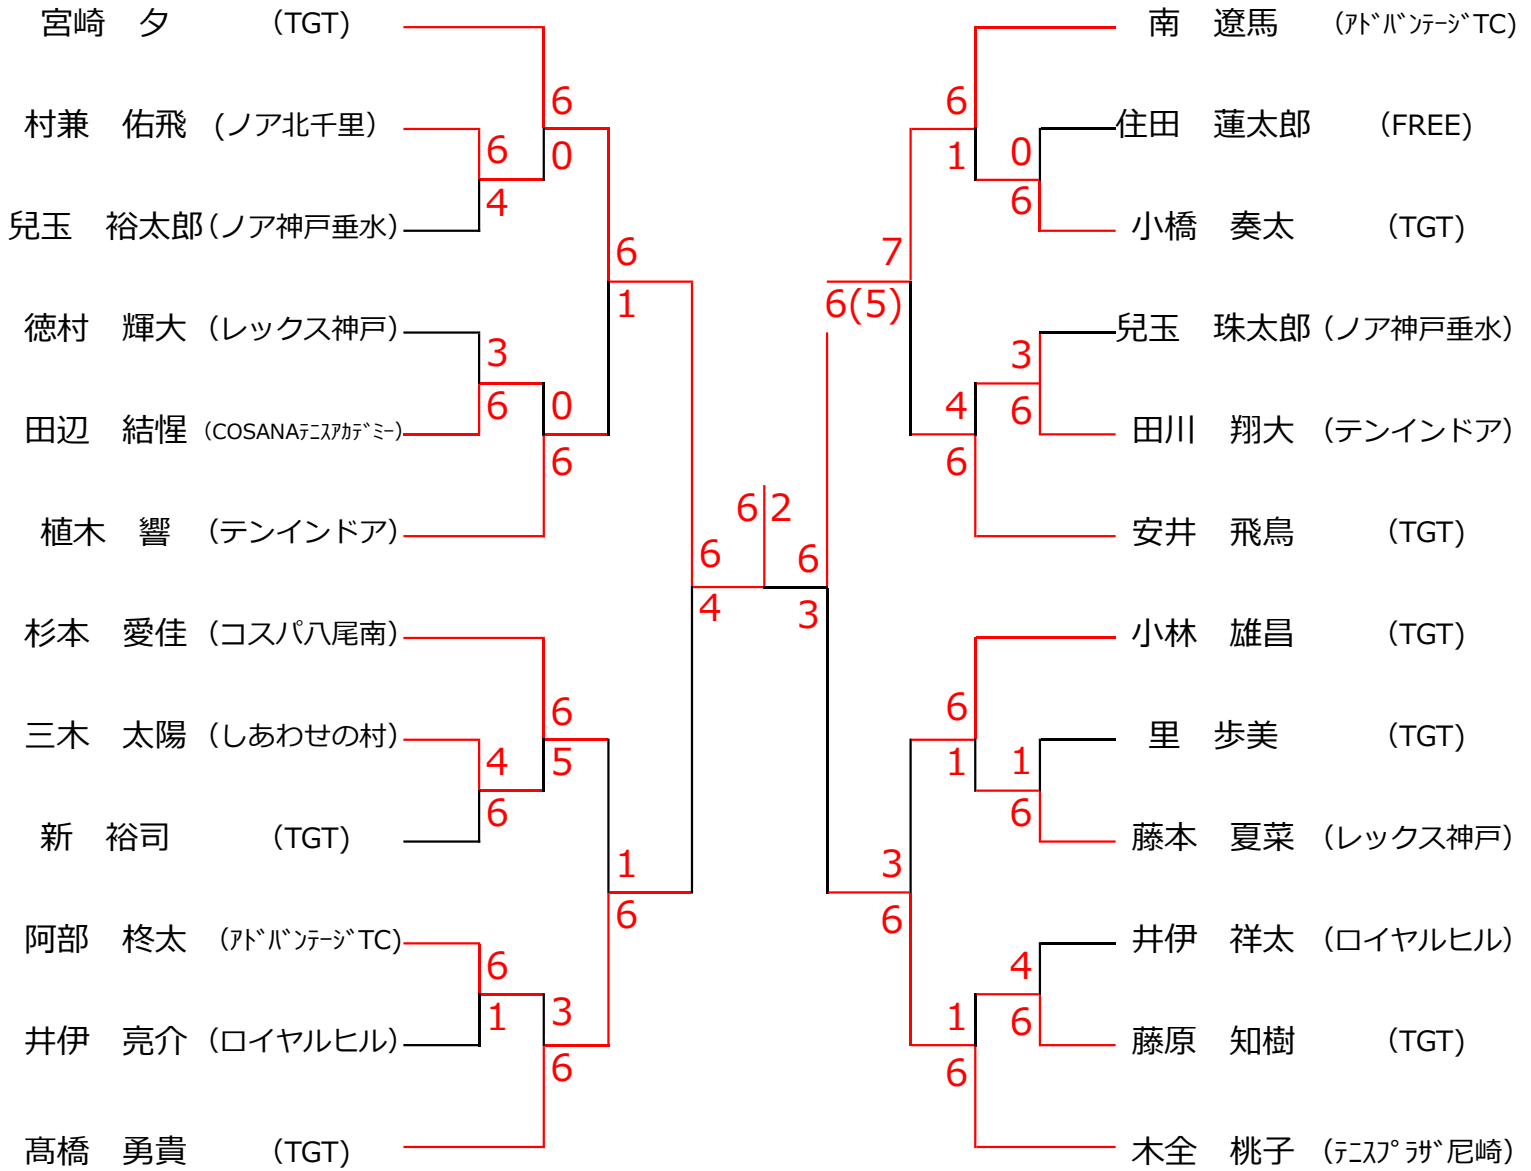 宮崎　夕　(TGT)
村兼　佑飛　(ノア北千里)
兒玉　裕太郎(ノア神戸垂水)
徳村　輝大　(レックス神戸)
田辺　結惺　(COSANAﾃﾆｽｱｶﾃﾞﾐｰ)
植木　響　(テンインドア)
杉本　愛佳　(コスパ八尾南)
三木　太陽　(しあわせの村)
新　裕司　(TGT)
阿部　柊太　(ｱﾄﾞﾊﾞﾝﾃｰｼﾞTC)
井伊　亮介　(ロイヤルヒル)
髙橋　勇貴　(TGT)
6
0
6
4
6
1
3
6
0
6
6
4
6
5
4
6
1
6
6
1
3
6
6 2
7
6(5)
6
3
6
1
0
6
3
6
4
6
6
1
1
6
3
6
4
6
1
6
南　遼馬　(ｱﾄﾞﾊﾞﾝﾃｰｼﾞTC)
住田　蓮太郎　(FREE)
小橋　奏太　(TGT)
兒玉　珠太郎　(ノア神戸垂水)
田川　翔大　(テンインドア)
安井　飛鳥　(TGT)
小林　雄昌　(TGT)
里　歩美　(TGT)
藤本　夏菜　(レックス神戸)
井伊　祥太　(ロイヤルヒル)
藤原　知樹　(TGT)
木全　桃子　(ﾃﾆｽﾌﾟﾗｻﾞ尼崎)